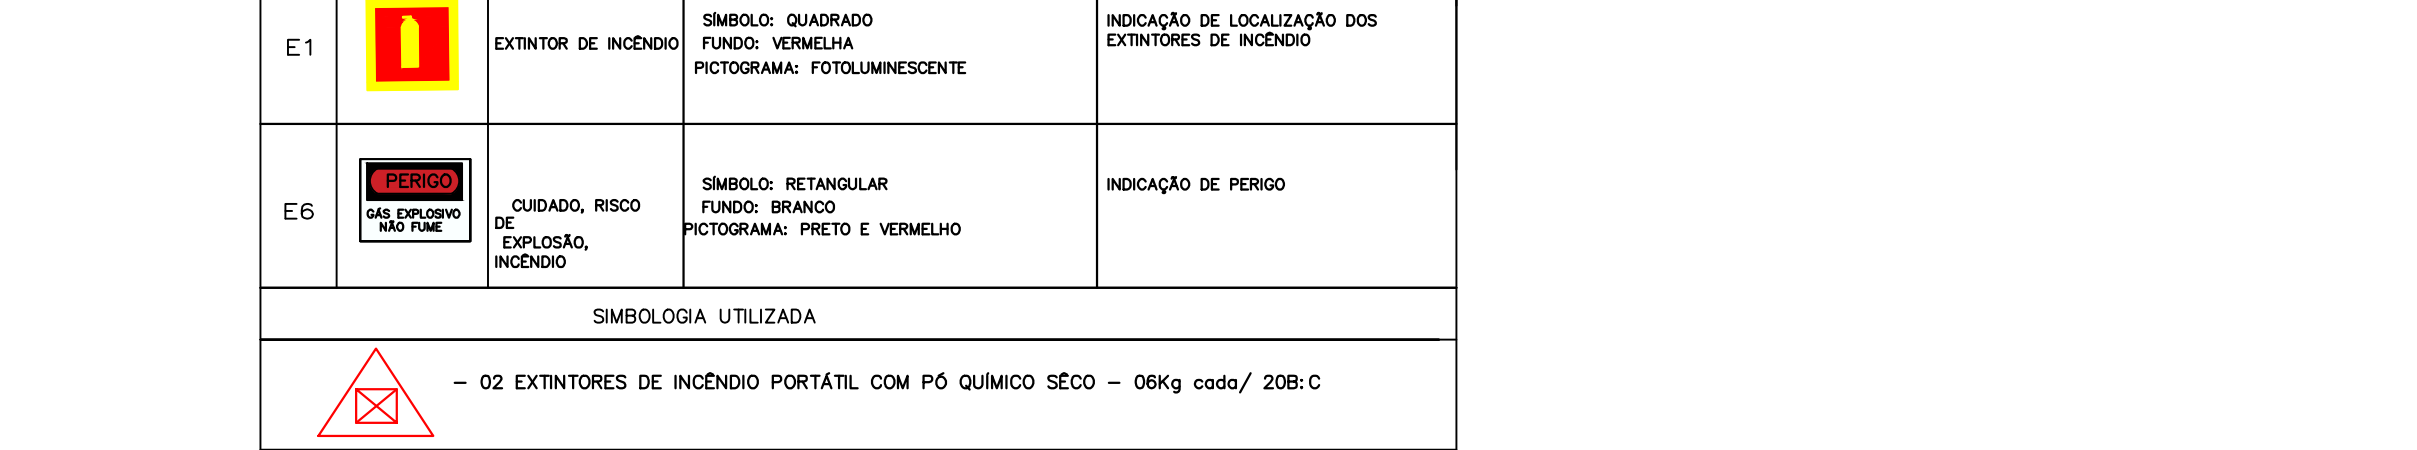 E1
EXTINTOR DE INCÊNDIO
SÍMBOLO: QUADRADO
FUNDO: VERMELHA
PICTOGRAMA: FOTOLUMINESCENTE
INDICAÇÃO DE LOCALIZAÇÃO DOS
EXTINTORES DE INCÊNDIO
E6
PERIGO
GÁS EXPLOSIVO
NÃO FUME
CUIDADO, RISCO
DE
EXPLOSÃO,
INCÊNDIO
SÍMBOLO: RETANGULAR
FUNDO: BRANCO
PICTOGRAMA: PRETO E VERMELHO
INDICAÇÃO DE PERIGO
SIMBOLOGIA UTILIZADA
– 02 EXTINTORES DE INCÊNDIO PORTÁTIL COM PÓ QUÍMICO SÊCO – 06Kg cada/ 20B:C